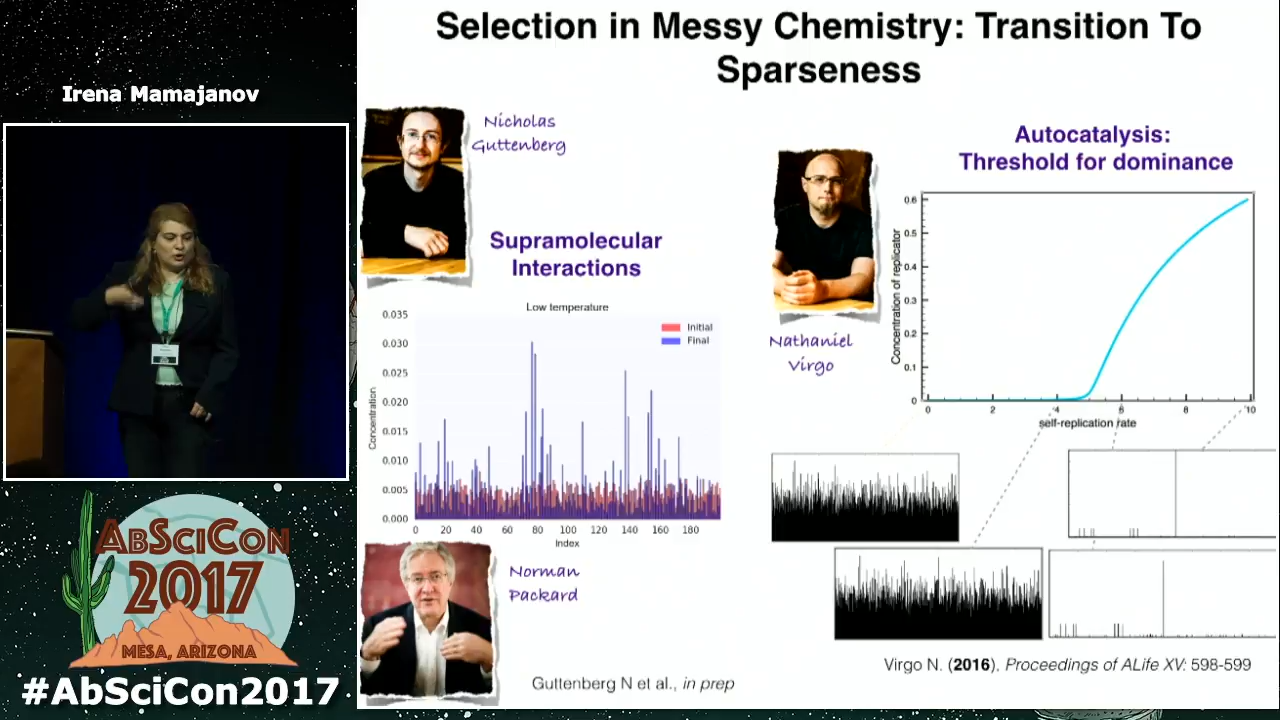 Irena Mamajanov
ABSCICON
2017
MESA, ARIZONA
#AbSciCon2017
Selection in Messy Chemistry: Transition To
Sparseness
Nicholas
Guttenberg
Supramolecular
Interactions
Low temperature
Initial
Final
Concentration
0.035
0.030
0.025
0.020
0.015
0.010
0.005
0.000
0 20 40 60 80 100 120 140 160 180
Index
Norman
Packard
Guttenberg N et al., in prep
Nathaniel
Virgo
Autocatalysis:
Threshold for dominance
Concentration of replicator
0.6
0.5
0.4
0.3
0.2
0.1
0
0 2 4 6 8 10
self-replication rate
Virgo N. (2016). Proceedings of ALife XV: 598-599